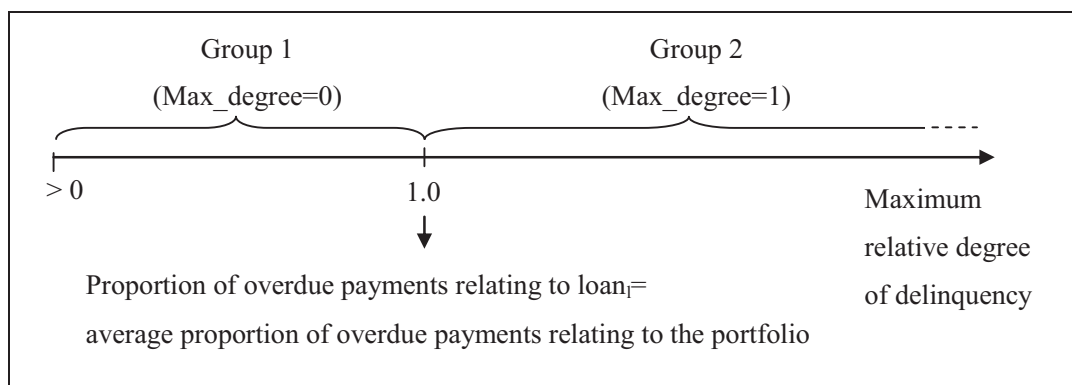 Group 1
(Max_degree=0)
Group 2
(Max_degree=1)
> 0
1.0
Maximum
relative degree
of delinquency
Proportion of overdue payments relating to loanₗ=
average proportion of overdue payments relating to the portfolio